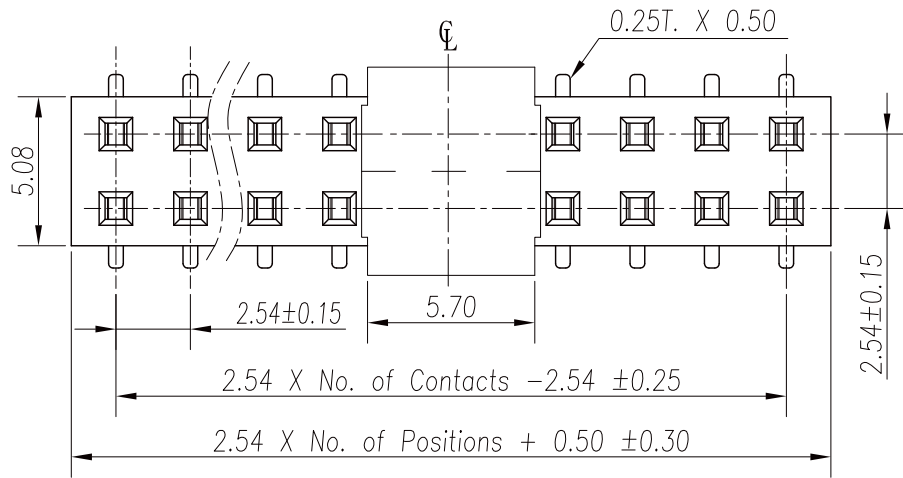 ℄
0.25T. X 0.50
5.08
2.54±0.15
5.70
2.54±0.15
2.54 X No. of Contacts -2.54 ±0.25
2.54 X No. of Positions + 0.50 ±0.30